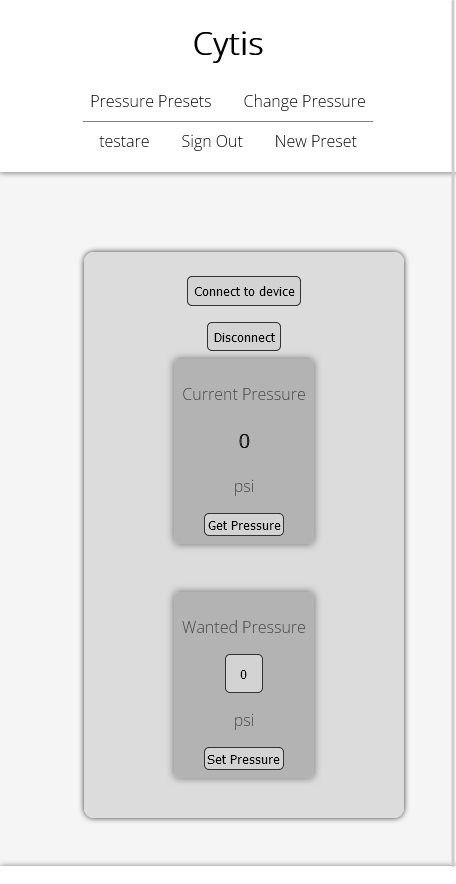 Cytis
Pressure Presets Change Pressure
testare Sign Out New Preset
Connect to device
Disconnect
Current Pressure
0
psi
Get Pressure
Wanted Pressure
0
psi
Set Pressure